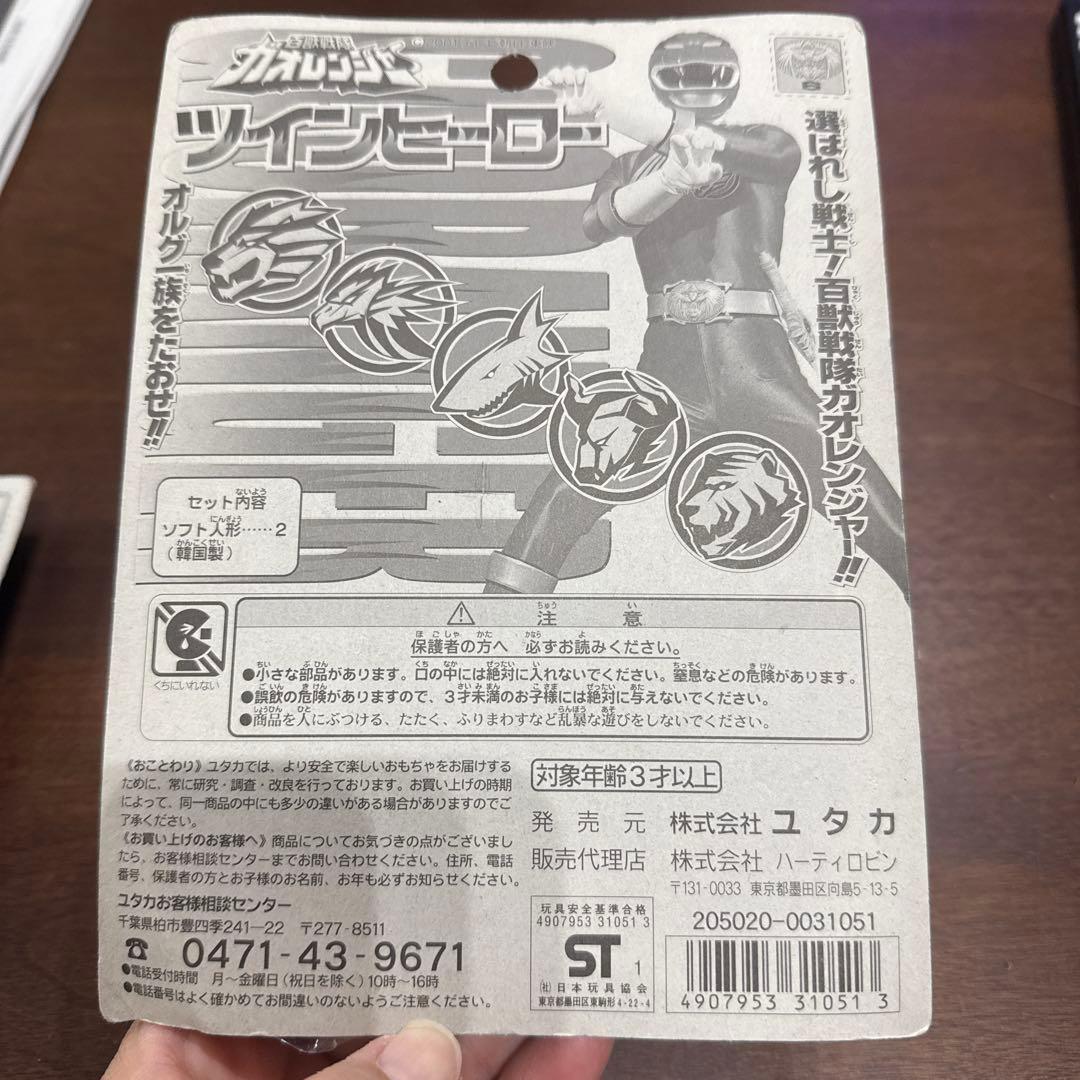 百獣戦隊
ガオレンジャー
ツインヒーロー
6
選ばれし戦士!百獣戦隊ガオレンジャー!!
オルグ一族をたおせ!!
セット内容
ソフト人形……2
(韓国製)
くちにいれない
⚠ 注意
保護者の方へ 必ずお読みください。
●小さな部品があります。口の中には絶対に入れないでください。窒息などの危険があります。
●誤飲の危険がありますので、3才未満のお子様には絶対に与えないでください。
●商品を人にぶつける、たたく、ふりまわすなど乱暴な遊びをしないでください。
《おことわり》ユタカでは、より安全で楽しいおもちゃをお届けする
ために、常に研究・調査・改良を行っております。お買い上げの時期
によって、同一商品の中にも多少の違いがある場合がありますのでご
了承ください。
《お買い上げのお客様へ》商品についてお気づきの点がございまし
たら、お客様相談センターまでお問い合わせください。住所、電話
番号、保護者の方とお子様のお名前、お年も必ずお知らせください。
ユタカお客様相談センター
千葉県柏市豊四季241—22 〒277-8511
☎ 0471-43-9671
●電話受付時間 月〜金曜日(祝日を除く)10時〜16時
●電話番号はよく確かめてお間違いのないようご注意ください。
対象年齢3才以上
発売元 株式会社 ユタカ
販売代理店 株式会社 ハーティロビン
〒131-0033 東京都墨田区向島5-13-5
玩具安全基準合格
4907953 31051 3
ST 1
(社)日本玩具協会
東京都墨田区東駒形4-22-4
205020-0031051
4 907953 31051 3